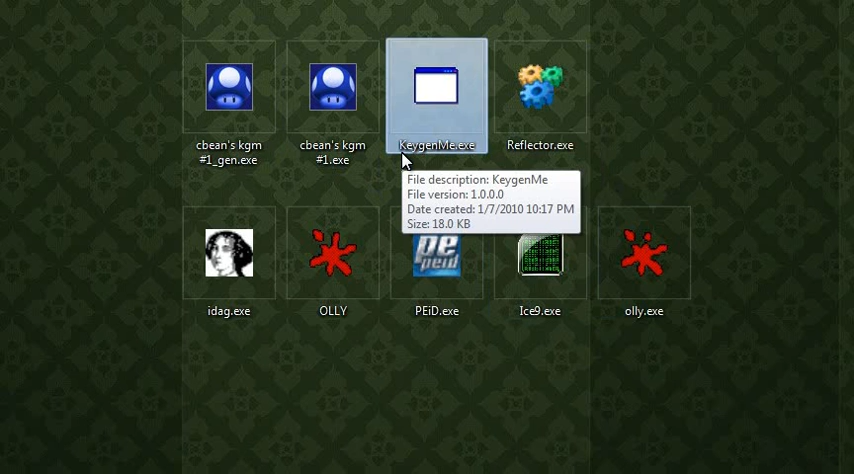 cbean's kgm
#1_gen.exe
cbean's kgm
#1.exe
KeygenMe.exe
Reflector.exe
File description: KeygenMe
File version: 1.0.0.0
Date created: 1/7/2010 10:17 PM
Size: 18.0 KB
pe
peid
idag.exe
OLLY
PEiD.exe
Ice9.exe
olly.exe